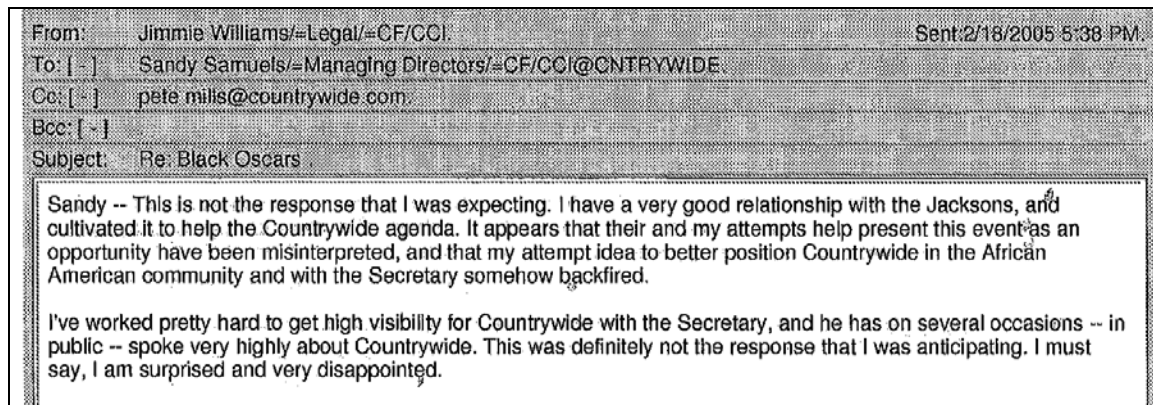 From: Jimmie Williams/=Legal/=CF/CCI. Sent:2/18/2005 5:38 PM.
To: [ - ] Sandy Samuels/=Managing Directors/=CF/CCI@CNTRYWIDE.
Cc: [ - ] pete mills@countrywide.com.
Bcc: [ - ]
Subject: Re: Black Oscars .
Sandy -- This is not the response that I was expecting. I have a very good relationship with the Jacksons, and
cultivated it to help the Countrywide agenda. It appears that their and my attempts help present this event as an
opportunity have been misinterpreted, and that my attempt idea to better position Countrywide in the African
American community and with the Secretary somehow backfired.
I've worked pretty hard to get high visibility for Countrywide with the Secretary, and he has on several occasions -- in
public -- spoke very highly about Countrywide. This was definitely not the response that I was anticipating. I must
say, I am surprised and very disappointed.